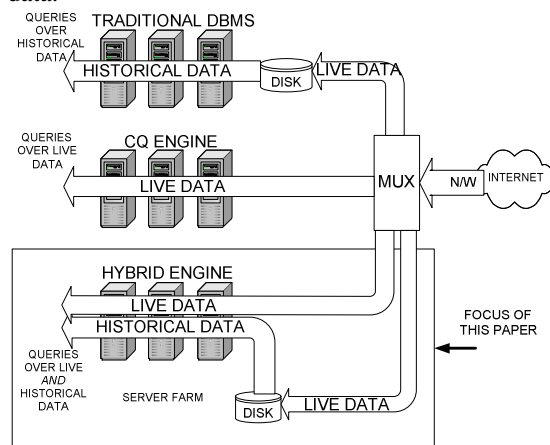 QUERIES
OVER
HISTORICAL
DATA
TRADITIONAL DBMS
HISTORICAL DATA
DISK
LIVE DATA
QUERIES
OVER LIVE
DATA
CQ ENGINE
LIVE DATA
MUX
N/W
INTERNET
HYBRID ENGINE
LIVE DATA
HISTORICAL DATA
QUERIES
OVER LIVE
AND
HISTORICAL
DATA
SERVER FARM
DISK
LIVE DATA
FOCUS OF
THIS PAPER